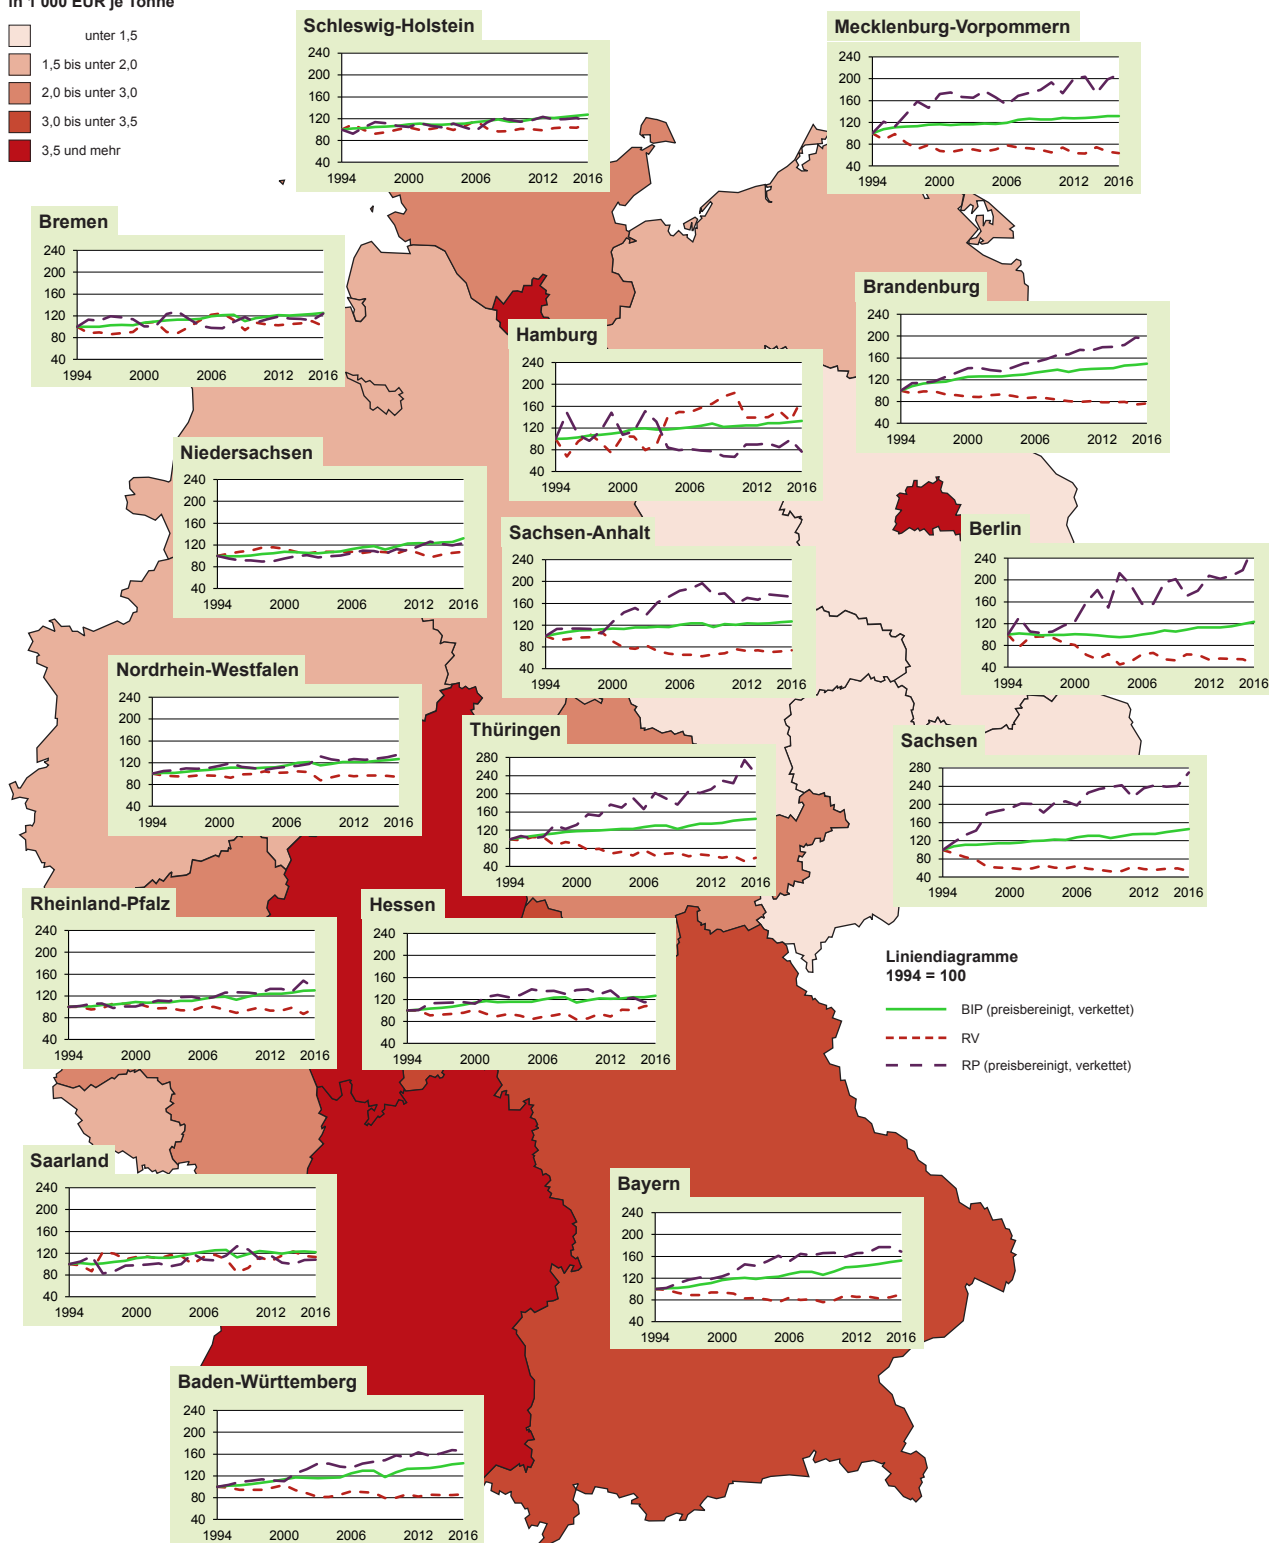 in 1 000 EUR je Tonne
unter 1,5
1,5 bis unter 2,0
2,0 bis unter 3,0
3,0 bis unter 3,5
3,5 und mehr
Schleswig-Holstein
240
200
160
120
80
40
1994 2000 2006 2012 2016
Mecklenburg-Vorpommern
240
200
160
120
80
40
1994 2000 2006 2012 2016
Bremen
240
200
160
120
80
40
1994 2000 2006 2012 2016
Brandenburg
240
200
160
120
80
40
1994 2000 2006 2012 2016
Hamburg
240
200
160
120
80
40
1994 2000 2006 2012 2016
Niedersachsen
240
200
160
120
80
40
1994 2000 2006 2012 2016
Sachsen-Anhalt
240
200
160
120
80
40
1994 2000 2006 2012 2016
Berlin
240
200
160
120
80
40
1994 2000 2006 2012 2016
Nordrhein-Westfalen
240
200
160
120
80
40
1994 2000 2006 2012 2016
Thüringen
280
240
200
160
120
80
40
1994 2000 2006 2012 2016
Sachsen
280
240
200
160
120
80
40
1994 2000 2006 2012 2016
Rheinland-Pfalz
240
200
160
120
80
40
1994 2000 2006 2012 2016
Hessen
240
200
160
120
80
40
1994 2000 2006 2012 2016
Liniendiagramme
1994 = 100
BIP (preisbereinigt, verkettet)
RV
RP (preisbereinigt, verkettet)
Saarland
240
200
160
120
80
40
1994 2000 2006 2012 2016
Bayern
240
200
160
120
80
40
1994 2000 2006 2012 2016
Baden-Württemberg
240
200
160
120
80
40
1994 2000 2006 2012 2016